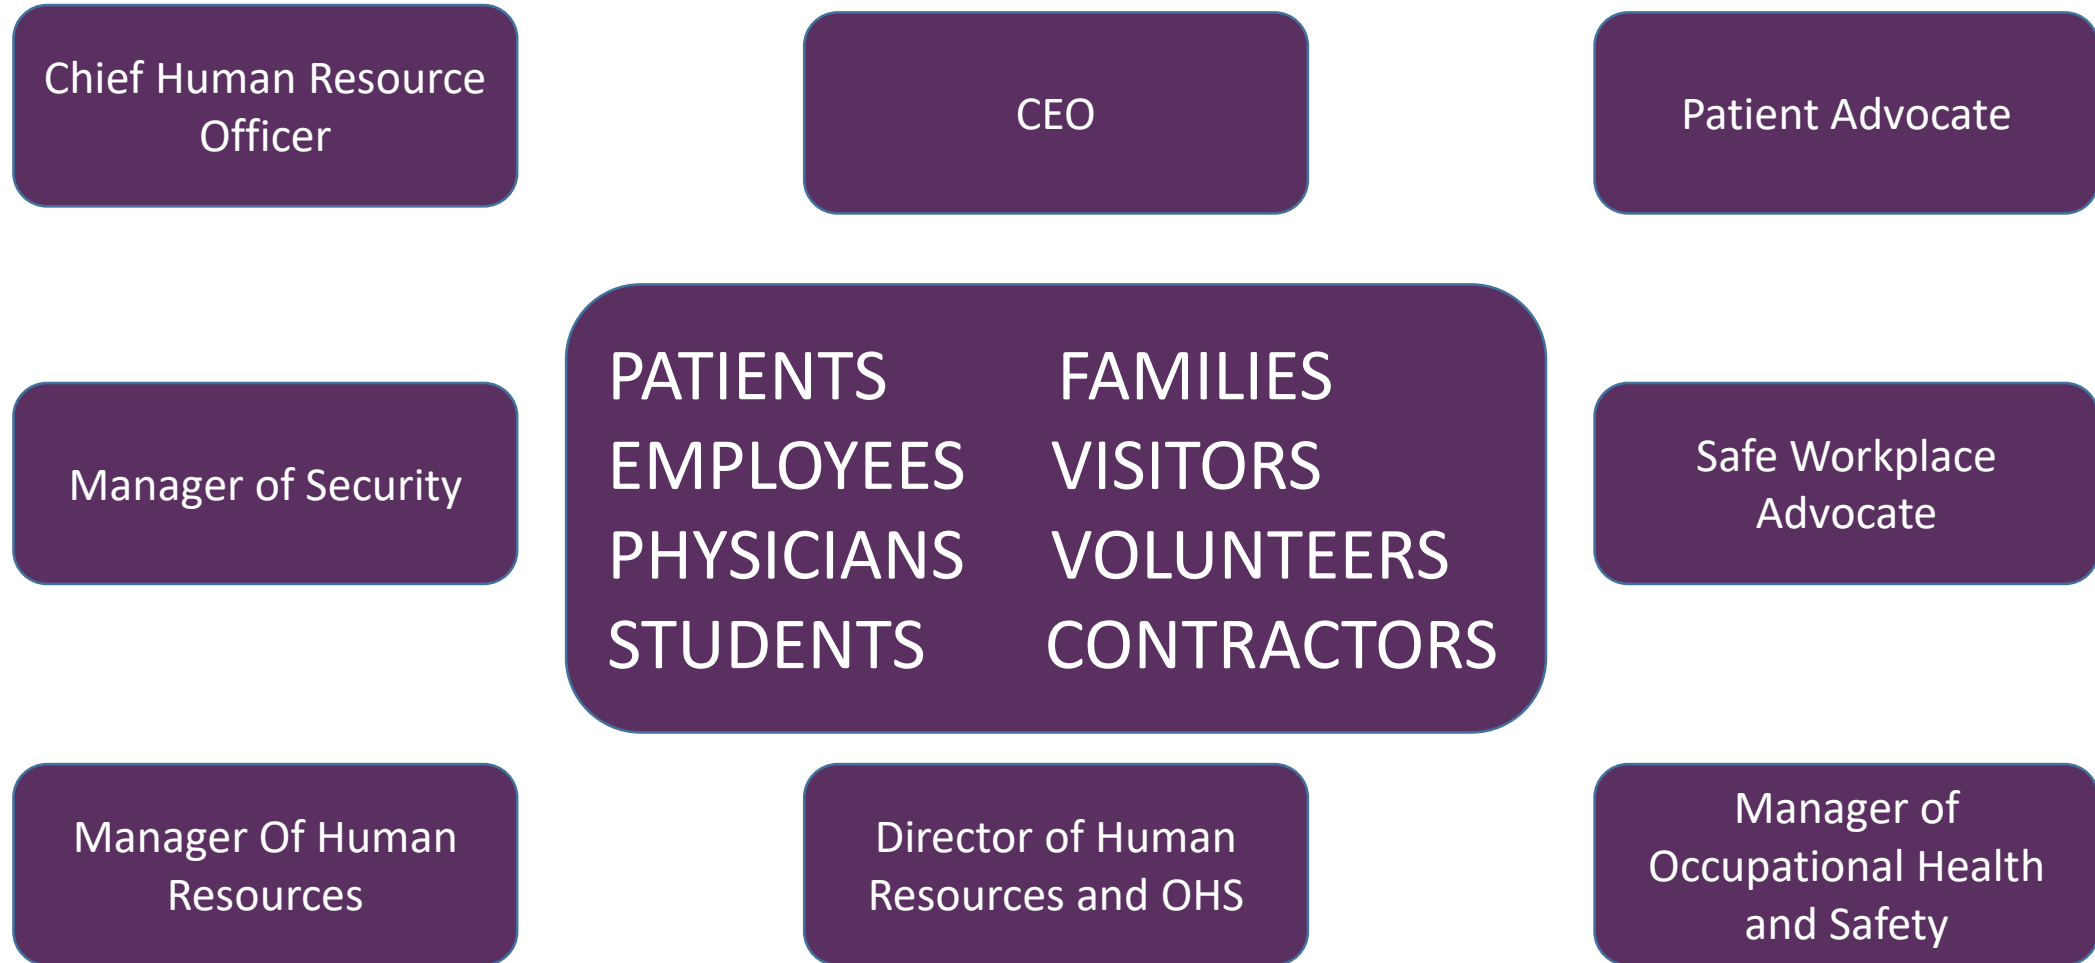 Chief Human Resource
Officer
CEO
Patient Advocate
Manager of Security
PATIENTS FAMILIES
EMPLOYEES VISITORS
PHYSICIANS VOLUNTEERS
STUDENTS CONTRACTORS
Safe Workplace
Advocate
Manager Of Human
Resources
Director of Human
Resources and OHS
Manager of
Occupational Health
and Safety